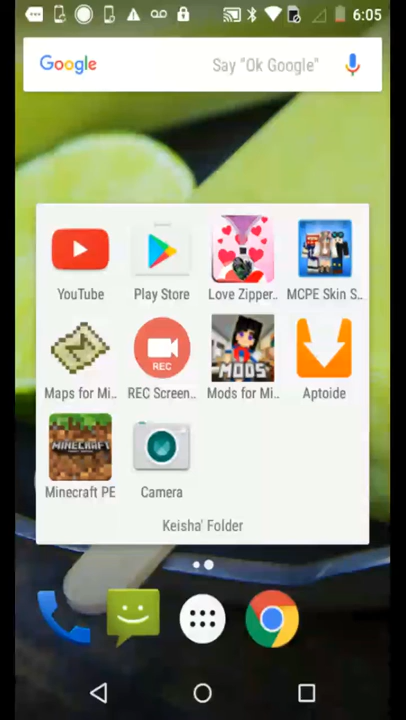 6:05
Google Say "Ok Google"
YouTube Play Store Love Zipper.. MCPE Skin S..
REC
MODS
Maps for Mi.. REC Screen.. Mods for Mi.. Aptoide
MINECRAFT
Minecraft PE Camera
Keisha' Folder